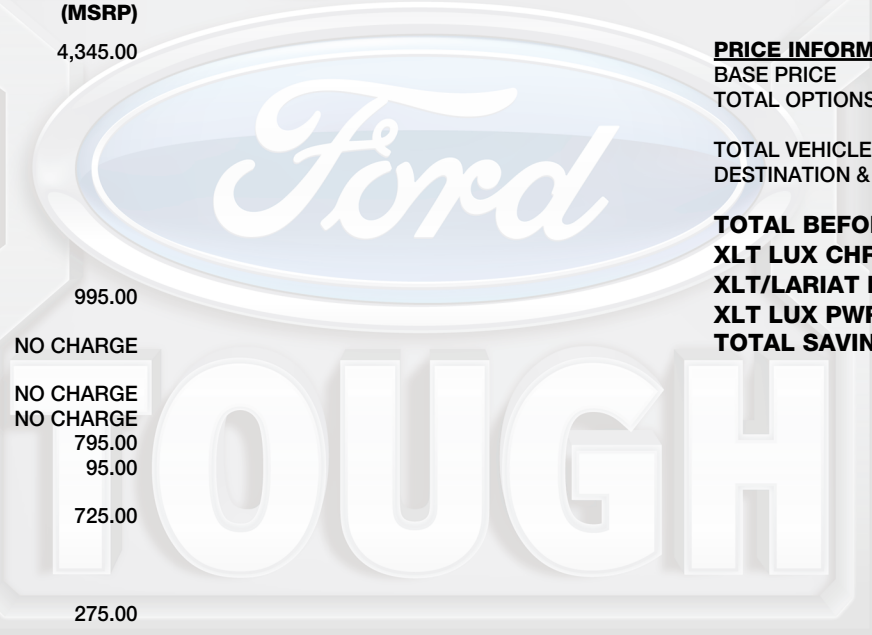 (MSRP)
4,345.00
995.00
NO CHARGE
NO CHARGE
NO CHARGE
795.00
95.00
725.00
275.00
PRICE INFORM
BASE PRICE
TOTAL OPTIONS
TOTAL VEHICLE
DESTINATION &
TOTAL BEFO
XLT LUX CHR
XLT/LARIAT
XLT LUX PWR
TOTAL SAVIN
Ford
TOUGH